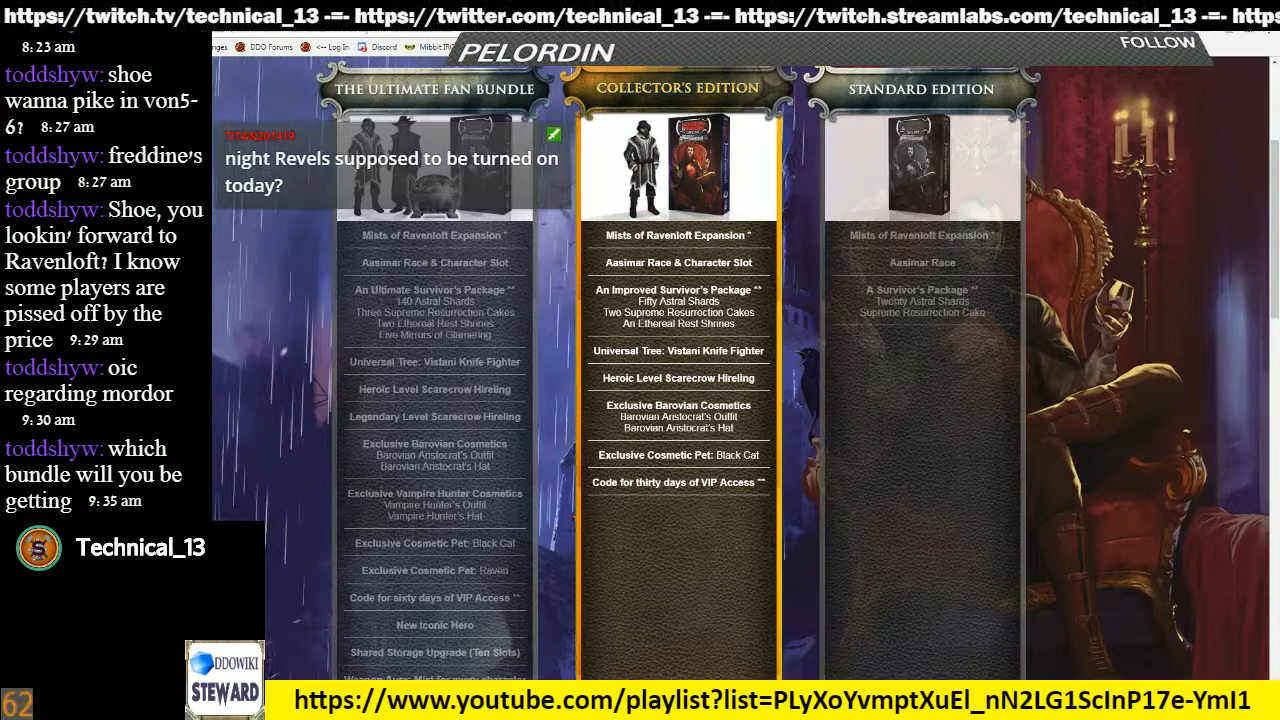 https://twitch.tv/technical_13 -=- https://twitter.com/technical_13 -=- https://twitch.streamlabs.com/technical_13 -=- https
8:23 am
toddshyw: shoe
wanna pike in von5-
6? 8:27 am
toddshyw: freddine's
group 8:27 am
toddshyw: Shoe, you
lookin' forward to
Ravenloft? I know
some players are
pissed off by the
price 9:29 am
toddshyw: oic
regarding mordor
9:30 am
toddshyw: which
bundle will you be
getting 9:35 am
Technical_13
62
DDOWIKI
STEWARD
nges DDO Forums <-- Log In Discord Mibbit IRC
PELORDIN
FOLLOW
TITAN201419
night Revels supposed to be turned on
today?
THE ULTIMATE FAN BUNDLE
Mists of Ravenloft Expansion *
Aasimar Race & Character Slot
An Ultimate Survivor's Package **
140 Astral Shards
Three Supreme Resurrection Cakes
Two Ethereal Rest Shrines
Five Mirrors of Glamering
Universal Tree: Vistani Knife Fighter
Heroic Level Scarecrow Hireling
Legendary Level Scarecrow Hireling
Exclusive Barovian Cosmetics
Barovian Aristocrat's Outfit
Barovian Aristocrat's Hat
Exclusive Vampire Hunter Cosmetics
Vampire Hunter's Outfit
Vampire Hunter's Hat
Exclusive Cosmetic Pet: Black Cat
Exclusive Cosmetic Pet: Raven
Code for sixty days of VIP Access **
New Iconic Hero
Shared Storage Upgrade (Ten Slots)
Weapon Aura: Mist for every character
COLLECTOR'S EDITION
Mists of Ravenloft Expansion *
Aasimar Race & Character Slot
An Improved Survivor's Package **
Fifty Astral Shards
Two Supreme Resurrection Cakes
An Ethereal Rest Shrines
Universal Tree: Vistani Knife Fighter
Heroic Level Scarecrow Hireling
Exclusive Barovian Cosmetics
Barovian Aristocrat's Outfit
Barovian Aristocrat's Hat
Exclusive Cosmetic Pet: Black Cat
Code for thirty days of VIP Access **
STANDARD EDITION
Mists of Ravenloft Expansion *
Aasimar Race
A Survivor's Package **
Twenty Astral Shards
Supreme Resurrection Cake
https://www.youtube.com/playlist?list=PLyXoYvmptXuEl_nN2LG1ScInP17e-YmI1